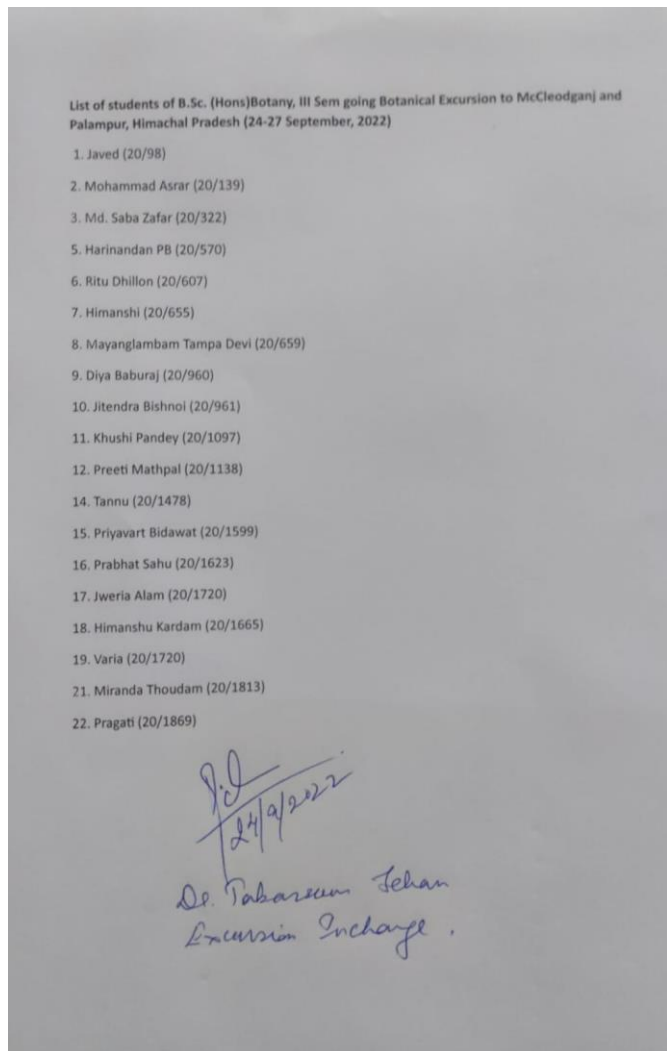 List of students of B.Sc. (Hons)Botany, III Sem going Botanical Excursion to McCleodganj and
Palampur, Himachal Pradesh (24-27 September, 2022)
1. Javed (20/98)
2. Mohammad Asrar (20/139)
3. Md. Saba Zafar (20/322)
5. Harinandan PB (20/570)
6. Ritu Dhillon (20/607)
7. Himanshi (20/655)
8. Mayanglambam Tampa Devi (20/659)
9. Diya Baburaj (20/960)
10. Jitendra Bishnoi (20/961)
11. Khushi Pandey (20/1097)
12. Preeti Mathpal (20/1138)
14. Tannu (20/1478)
15. Priyavart Bidawat (20/1599)
16. Prabhat Sahu (20/1623)
17. Jweria Alam (20/1720)
18. Himanshu Kardam (20/1665)
19. Varia (20/1720)
21. Miranda Thoudam (20/1813)
22. Pragati (20/1869)
24/9/2022
Dr. Tabassum Jehan
Excursion Incharge.